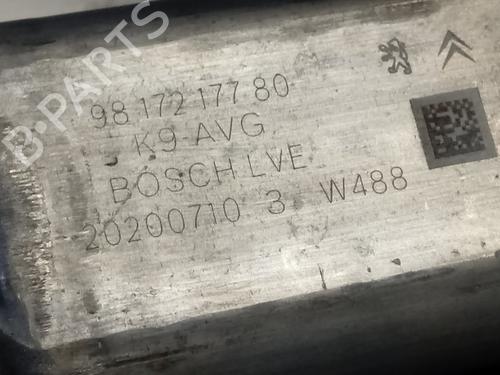 B-PARTS
98 172 177 80
K9 AVG
BOSCH LVE
20200710 3 W488